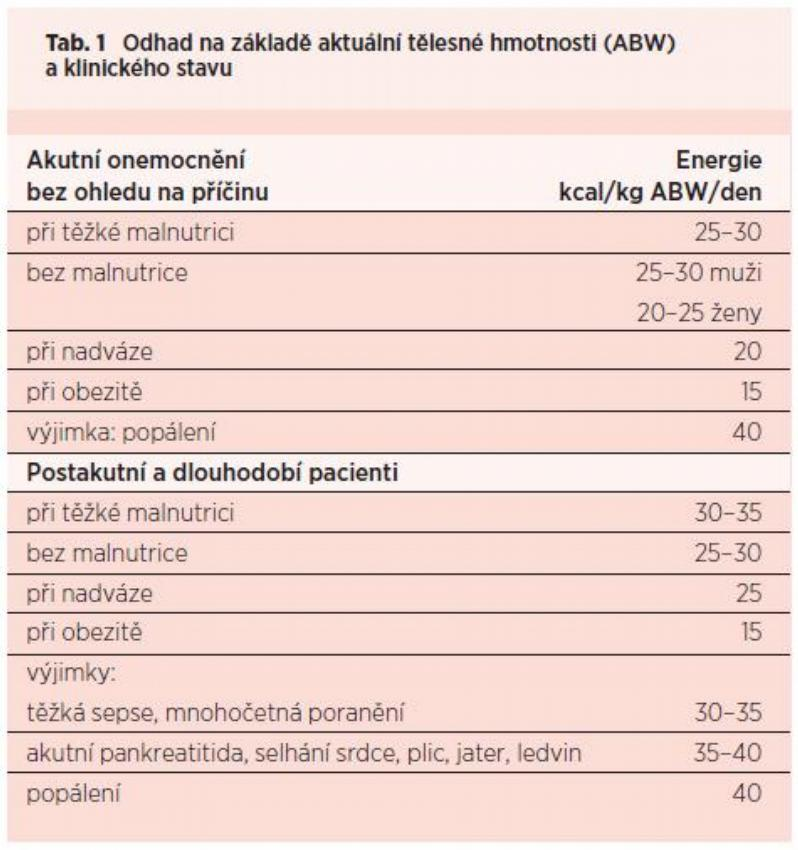 Tab. 1 Odhad na základě aktuální tělesné hmotnosti (ABW)
a klinického stavu
Akutní onemocnění Energie
bez ohledu na příčinu kcal/kg ABW/den
při těžké malnutrici 25–30
bez malnutrice 25–30 muži
20–25 ženy
při nadváze 20
při obezitě 15
výjimka: popálení 40
Postakutní a dlouhodobí pacienti
při těžké malnutrici 30–35
bez malnutrice 25–30
při nadváze 25
při obezitě 15
výjimky:
těžká sepse, mnohočetná poranění 30–35
akutní pankreatitida, selhání srdce, plic, jater, ledvin 35–40
popálení 40